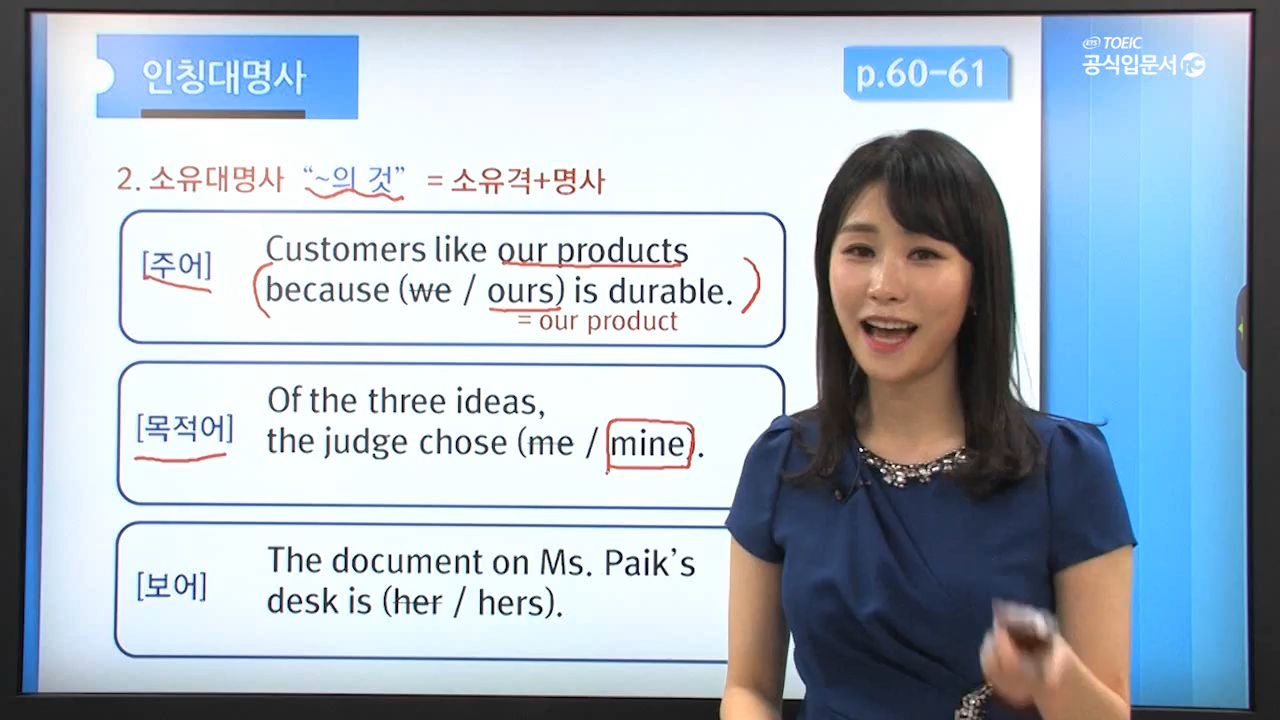 인칭대명사
p.60-61
ETS TOEIC
공식입문서 RC
2. 소유대명사 “~의 것” = 소유격+명사
[주어]
Customers like our products
because (we / ours) is durable.
= our product
[목적어]
Of the three ideas,
the judge chose (me / mine).
[보어]
The document on Ms. Paik’s
desk is (her / hers).